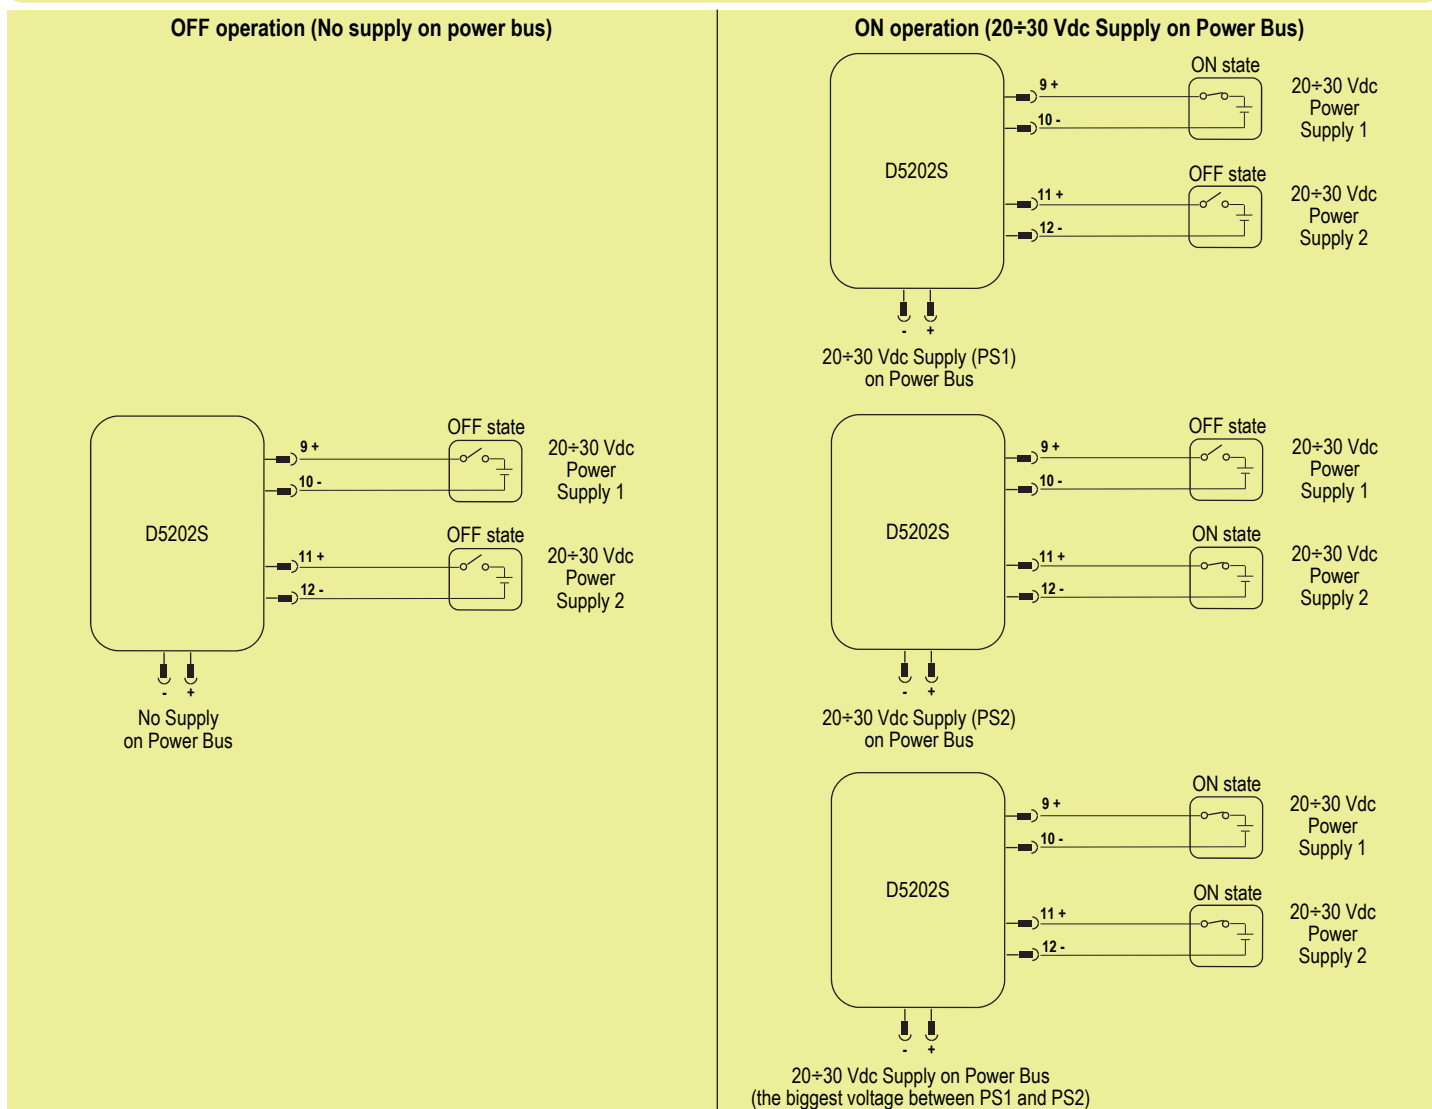 OFF operation (No supply on power bus)
D5202S
9 +
10 -
11 +
12 -
OFF state
20÷30 Vdc
Power
Supply 1
OFF state
20÷30 Vdc
Power
Supply 2
- +
No Supply
on Power Bus
ON operation (20÷30 Vdc Supply on Power Bus)
D5202S
9 +
10 -
11 +
12 -
ON state
20÷30 Vdc
Power
Supply 1
OFF state
20÷30 Vdc
Power
Supply 2
- +
20÷30 Vdc Supply (PS1)
on Power Bus
D5202S
9 +
10 -
11 +
12 -
OFF state
20÷30 Vdc
Power
Supply 1
ON state
20÷30 Vdc
Power
Supply 2
- +
20÷30 Vdc Supply (PS2)
on Power Bus
D5202S
9 +
10 -
11 +
12 -
ON state
20÷30 Vdc
Power
Supply 1
ON state
20÷30 Vdc
Power
Supply 2
- +
20÷30 Vdc Supply on Power Bus
(the biggest voltage between PS1 and PS2)